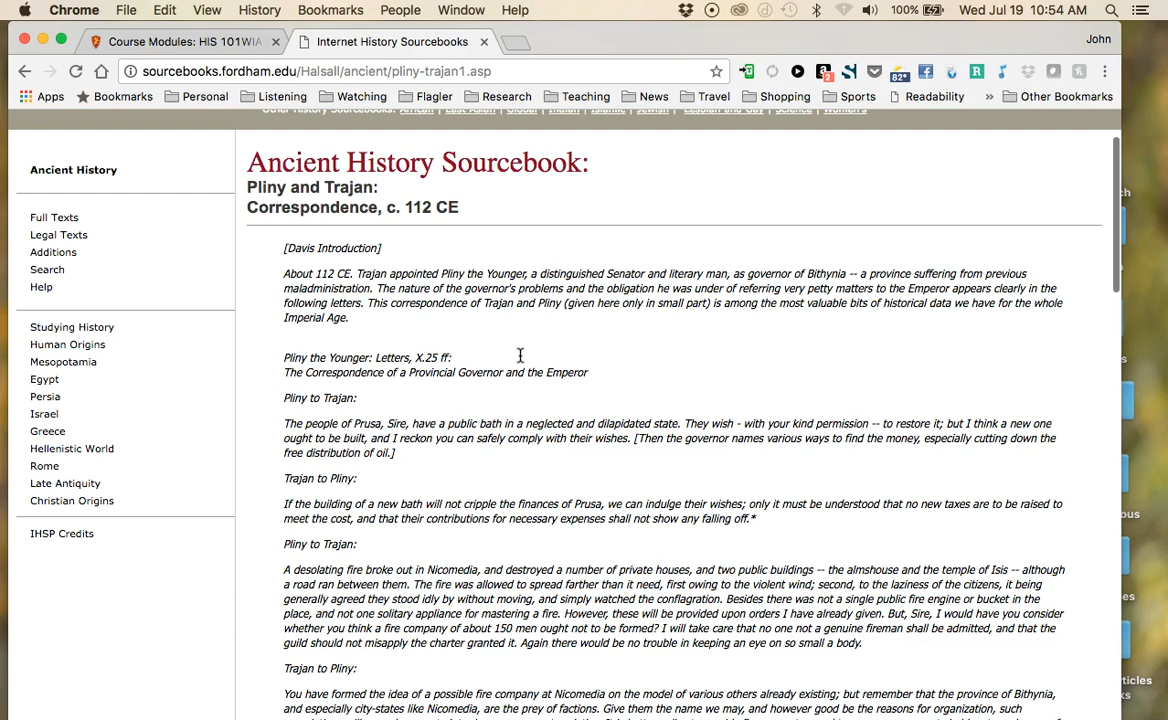 Chrome File Edit View History Bookmarks People Window Help 100% Wed Jul 19 10:54 AM
Course Modules: HIS 101WIA Internet History Sourcebooks John
sourcebooks.fordham.edu/Halsall/ancient/pliny-trajan1.asp 2 82°
Apps Bookmarks Personal Listening Watching Flagler Research Teaching News Travel Shopping Sports Readability » Other Bookmarks
Ancient History
Full Texts
Legal Texts
Additions
Search
Help
Studying History
Human Origins
Mesopotamia
Egypt
Persia
Israel
Greece
Hellenistic World
Rome
Late Antiquity
Christian Origins
IHSP Credits
Ancient History Sourcebook:
Pliny and Trajan:
Correspondence, c. 112 CE
[Davis Introduction]
About 112 CE. Trajan appointed Pliny the Younger, a distinguished Senator and literary man, as governor of Bithynia -- a province suffering from previous
maladministration. The nature of the governor's problems and the obligation he was under of referring very petty matters to the Emperor appears clearly in the
following letters. This correspondence of Trajan and Pliny (given here only in small part) is among the most valuable bits of historical data we have for the whole
Imperial Age.
Pliny the Younger: Letters, X.25 ff:
The Correspondence of a Provincial Governor and the Emperor
Pliny to Trajan:
The people of Prusa, Sire, have a public bath in a neglected and dilapidated state. They wish - with your kind permission -- to restore it; but I think a new one
ought to be built, and I reckon you can safely comply with their wishes. [Then the governor names various ways to find the money, especially cutting down the
free distribution of oil.]
Trajan to Pliny:
If the building of a new bath will not cripple the finances of Prusa, we can indulge their wishes; only it must be understood that no new taxes are to be raised to
meet the cost, and that their contributions for necessary expenses shall not show any falling off.*
Pliny to Trajan:
A desolating fire broke out in Nicomedia, and destroyed a number of private houses, and two public buildings -- the almshouse and the temple of Isis -- although
a road ran between them. The fire was allowed to spread farther than it need, first owing to the violent wind; second, to the laziness of the citizens, it being
generally agreed they stood idly by without moving, and simply watched the conflagration. Besides there was not a single public fire engine or bucket in the
place, and not one solitary appliance for mastering a fire. However, these will be provided upon orders I have already given. But, Sire, I would have you consider
whether you think a fire company of about 150 men ought not to be formed? I will take care that no one not a genuine fireman shall be admitted, and that the
guild should not misapply the charter granted it. Again there would be no trouble in keeping an eye on so small a body.
Trajan to Pliny:
You have formed the idea of a possible fire company at Nicomedia on the model of various others already existing; but remember that the province of Bithynia,
and especially city-states like Nicomedia, are the prey of factions. Give them the name we may, and however good be the reasons for organization, such